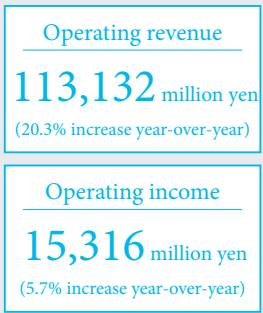 Operating revenue
113,132 million yen
(20.3% increase year-over-year)
Operating income
15,316 million yen
(5.7% increase year-over-year)